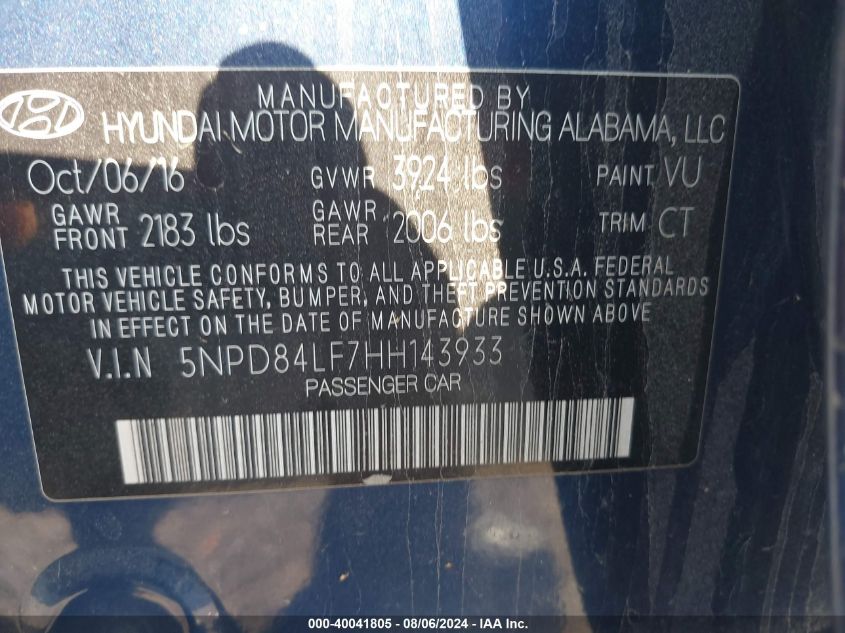 MANUFACTURED BY
HYUNDAI MOTOR MANUFACTURING ALABAMA, LLC
Oct/06/16 GVWR 3924 lbs PAINT VU
GAWR FRONT 2183 lbs GAWR REAR 2006 lbs TRIM CT
THIS VEHICLE CONFORMS TO ALL APPLICABLE U.S.A. FEDERAL
MOTOR VEHICLE SAFETY, BUMPER, AND THEFT PREVENTION STANDARDS
IN EFFECT ON THE DATE OF MANUFACTURE SHOWN ABOVE
V.I.N 5NPD84LF7HH143933
PASSENGER CAR
000-40041805 - 08/06/2024 - IAA Inc.